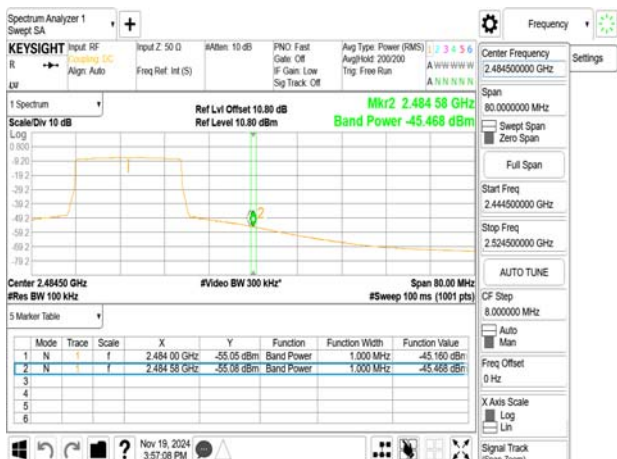 Spectrum Analyzer 1
Swept SA
+
Frequency
KEYSIGHT
Input: RF
Coupling: DC
Align: Auto
Input Z: 50 Ω
Freq Ref: Int (S)
#Atten: 10 dB
PNO: Fast
Gate: Off
IF Gain: Low
Sig Track: Off
Avg Type: Power (RMS)
Avg|Hold: 200/200
Trig: Free Run
1 2 3 4 5 6
A W W W W W
A N N N N N
R
LXI
1 Spectrum
Scale/Div 10 dB
Ref Lvl Offset 10.80 dB
Ref Level 10.80 dBm
Mkr2 2.484 58 GHz
Band Power -45.468 dBm
Log
0.800
-9.20
-19.2
-29.2
-39.2
-49.2
-59.2
-69.2
-79.2
2
Center 2.48450 GHz
#Res BW 100 kHz
#Video BW 300 kHz*
Span 80.00 MHz
#Sweep 100 ms (1001 pts)
5 Marker Table
Mode Trace Scale X Y Function Function Width Function Value
1 N 1 f 2.484 00 GHz -55.05 dBm Band Power 1.000 MHz -45.160 dBm
2 N 1 f 2.484 58 GHz -55.08 dBm Band Power 1.000 MHz -45.468 dBm
3
4
5
6
?
Nov 19, 2024
3:57:08 PM
Center Frequency
2.484500000 GHz
Settings
Span
80.0000000 MHz
Swept Span
Zero Span
Full Span
Start Freq
2.444500000 GHz
Stop Freq
2.524500000 GHz
AUTO TUNE
CF Step
8.000000 MHz
Auto
Man
Freq Offset
0 Hz
X Axis Scale
Log
Lin
Signal Track
(Span Zoom)